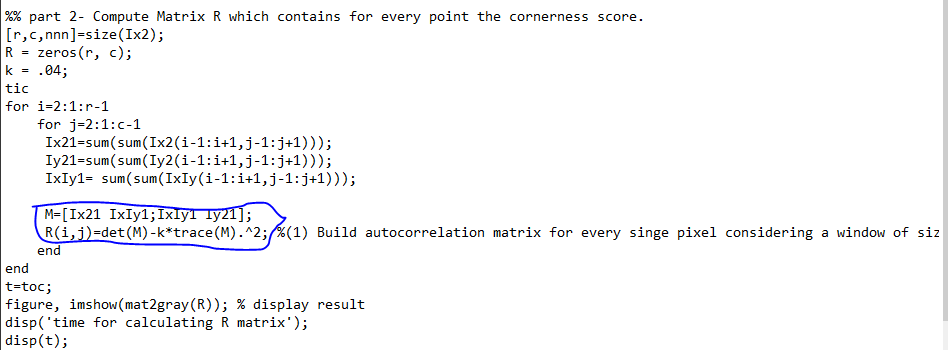 %% part 2- Compute Matrix R which contains for every point the cornerness score.
[r,c,nnn]=size(Ix2);
R = zeros(r, c);
k = .04;
tic
for i=2:1:r-1
for j=2:1:c-1
Ix21=sum(sum(Ix2(i-1:i+1,j-1:j+1)));
Iy21=sum(sum(Iy2(i-1:i+1,j-1:j+1)));
IxIy1= sum(sum(IxIy(i-1:i+1,j-1:j+1)));
M=[Ix21 IxIy1;IxIy1 Iy21];
R(i,j)=det(M)-k*trace(M).^2; %(1) Build autocorrelation matrix for every singe pixel considering a window of siz
end
end
t=toc;
figure, imshow(mat2gray(R)); % display result
disp('time for calculating R matrix');
disp(t);